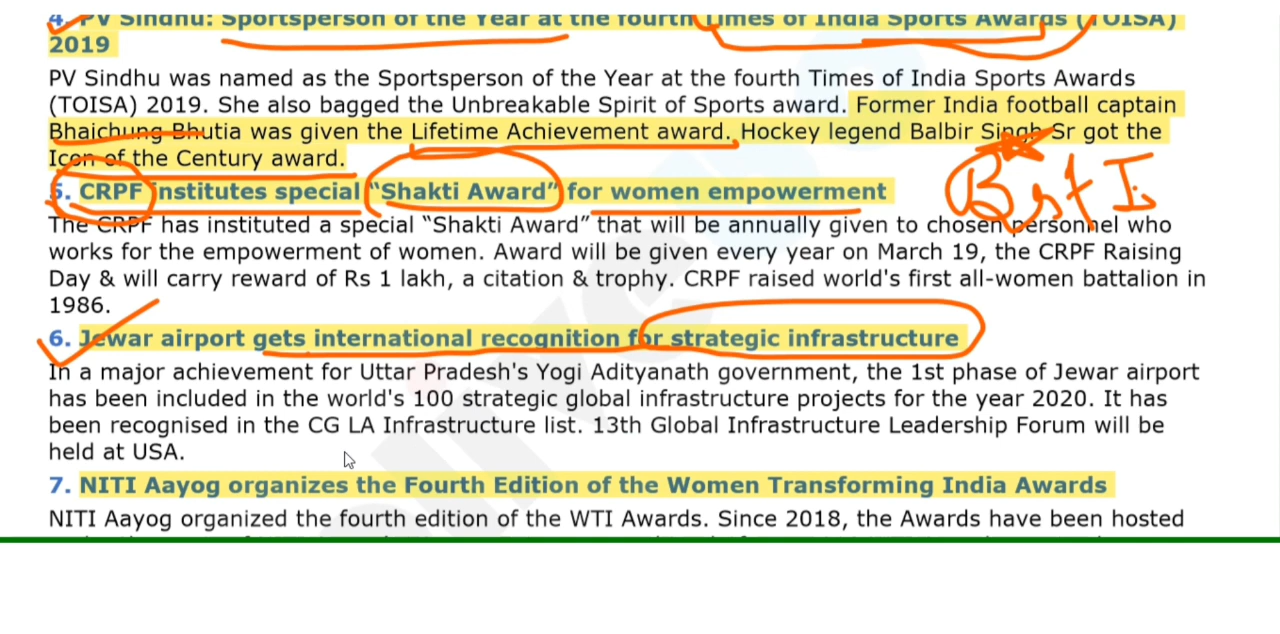 4. PV Sindhu: Sportsperson of the Year at the fourth Times of India Sports Awards (TOISA)
2019
PV Sindhu was named as the Sportsperson of the Year at the fourth Times of India Sports Awards
(TOISA) 2019. She also bagged the Unbreakable Spirit of Sports award. Former India football captain
Bhaichung Bhutia was given the Lifetime Achievement award. Hockey legend Balbir Singh Sr got the
Icon of the Century award.
5. CRPF institutes special “Shakti Award” for women empowerment
The CRPF has instituted a special “Shakti Award” that will be annually given to chosen personnel who
works for the empowerment of women. Award will be given every year on March 19, the CRPF Raising
Day & will carry reward of Rs 1 lakh, a citation & trophy. CRPF raised world's first all-women battalion in
1986.
6. Jewar airport gets international recognition for strategic infrastructure
In a major achievement for Uttar Pradesh's Yogi Adityanath government, the 1st phase of Jewar airport
has been included in the world's 100 strategic global infrastructure projects for the year 2020. It has
been recognised in the CG LA Infrastructure list. 13th Global Infrastructure Leadership Forum will be
held at USA.
7. NITI Aayog organizes the Fourth Edition of the Women Transforming India Awards
NITI Aayog organized the fourth edition of the WTI Awards. Since 2018, the Awards have been hosted